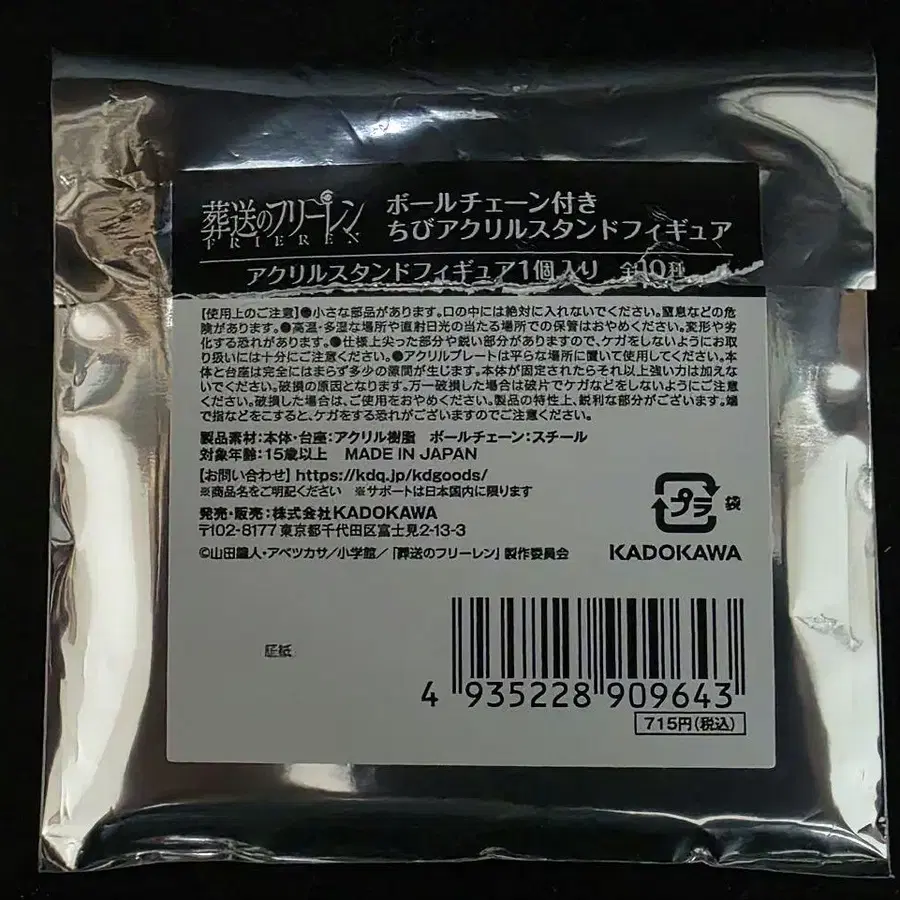 葬送のフリーレン
FRIEREN
ボールチェーン付き
ちびアクリルスタンドフィギュア
アクリルスタンドフィギュア1個入り 全10種
【使用上のご注意】●小さな部品があります。口の中には絶対に入れないでください。窒息などの危
険があります。●高温・多湿な場所や直射日光の当たる場所での保管はおやめください。変形や劣
化する恐れがあります。●仕様上尖った部分や鋭い部分がありますので、ケガをしないようにお取
り扱いには十分にご注意ください。●アクリルプレートは平らな場所に置いて使用してください。本
体と台座は完全にはまらず多少の隙間が生じます。本体が固定されたらそれ以上強い力は加えな
いでください。破損の原因となります。万一破損した場合は破片でケガなどをしないようにご注意
ください。破損した場合は、ご使用をおやめください。製品の特性上、鋭利な部分がございます。端
で指などをこすると、ケガをする恐れがございますのでご注意ください。
製品素材：本体・台座：アクリル樹脂 ボールチェーン：スチール
対象年齢：15歳以上 MADE IN JAPAN
【お問い合わせ】https://kdq.jp/kdgoods/
※商品名をご明記ください ※サポートは日本国内に限ります
発売・販売：株式会社KADOKAWA
〒102-8177 東京都千代田区富士見2-13-3
©山田鐘人・アベツカサ／小学館／「葬送のフリーレン」製作委員会
プラ 袋
KADOKAWA
4 935228 909643
715円（税込）